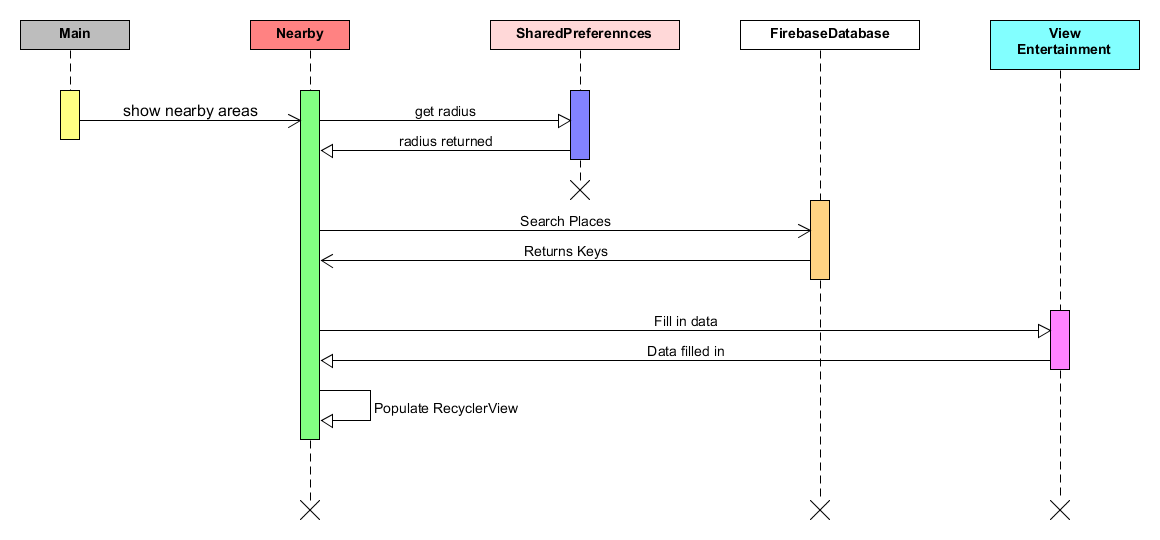 Main
Nearby
SharedPreferennces
FirebaseDatabase
View
Entertainment
show nearby areas
get radius
radius returned
Search Places
Returns Keys
Fill in data
Data filled in
Populate RecyclerView